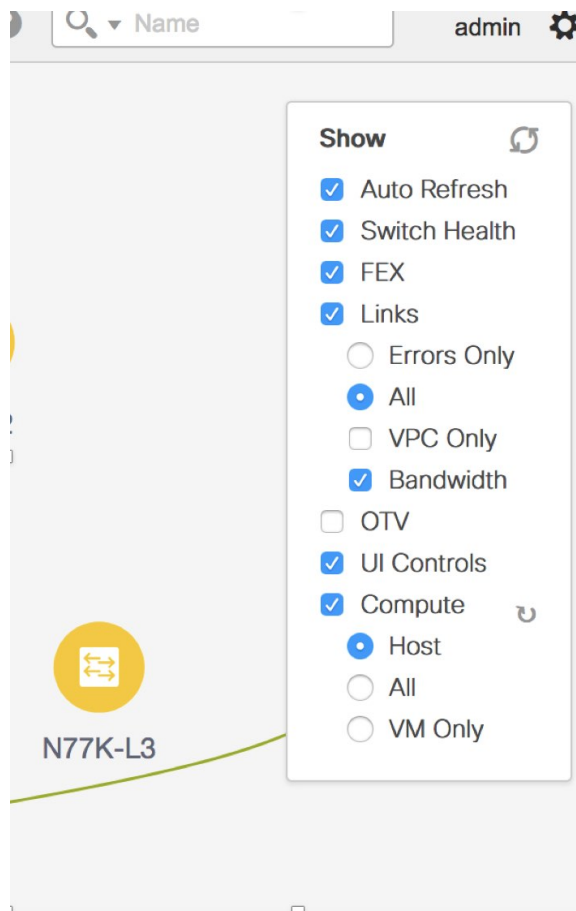 Name
admin
Show
Auto Refresh
Switch Health
FEX
Links
Errors Only
All
VPC Only
Bandwidth
OTV
UI Controls
Compute
Host
All
VM Only
N77K-L3